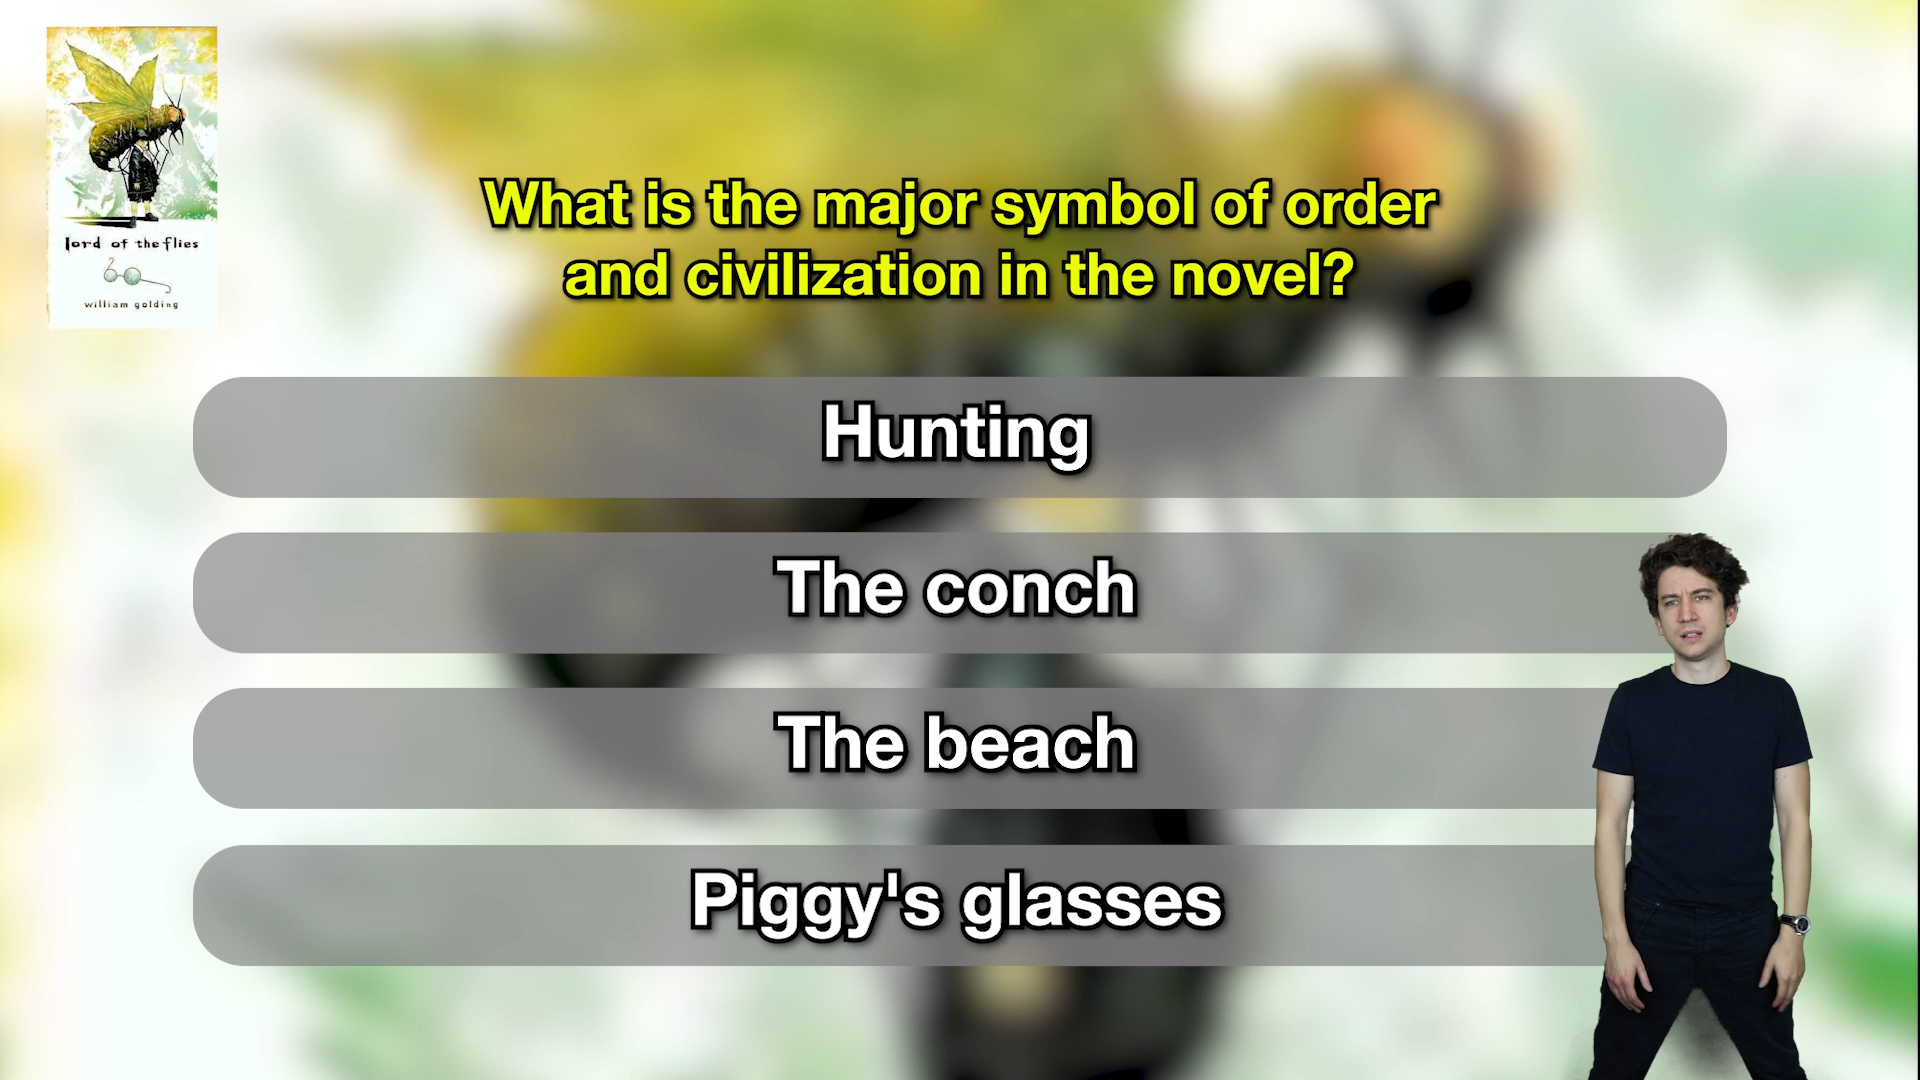 lord of the flies
william golding
What is the major symbol of order
and civilization in the novel?
Hunting
The conch
The beach
Piggy's glasses